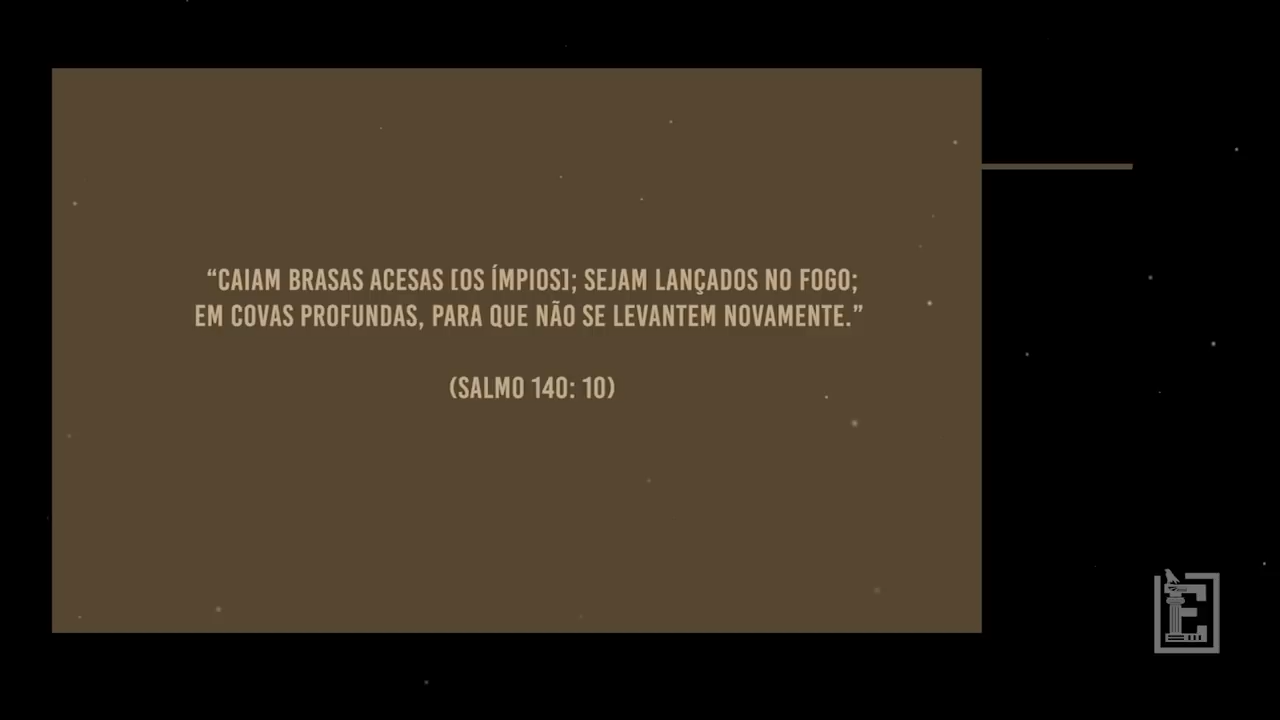 “CAIAM BRASAS ACESAS [OS ÍMPIOS]; SEJAM LANÇADOS NO FOGO;
EM COVAS PROFUNDAS, PARA QUE NÃO SE LEVANTEM NOVAMENTE.”
(SALMO 140: 10)
E